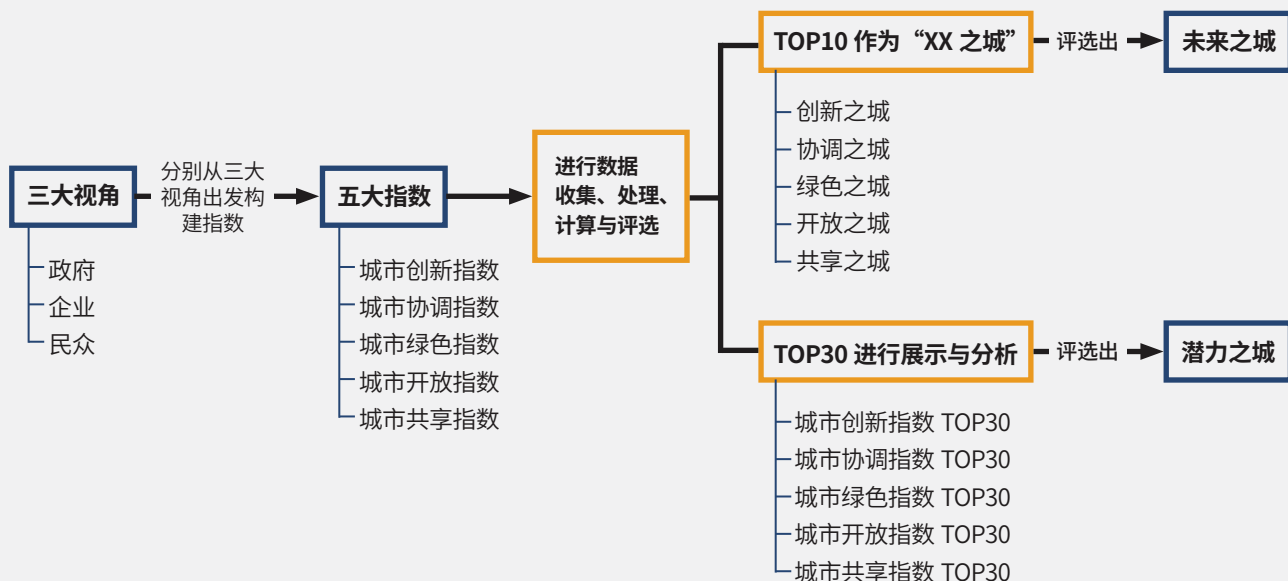 三大视角
政府
企业
民众
分别从三大
视角出发构
建指数
五大指数
城市创新指数
城市协调指数
城市绿色指数
城市开放指数
城市共享指数
进行数据
收集、处理、
计算与评选
TOP10 作为“XX 之城”
创新之城
协调之城
绿色之城
开放之城
共享之城
评选出
未来之城
TOP30 进行展示与分析
城市创新指数 TOP30
城市协调指数 TOP30
城市绿色指数 TOP30
城市开放指数 TOP30
城市共享指数 TOP30
评选出
潜力之城